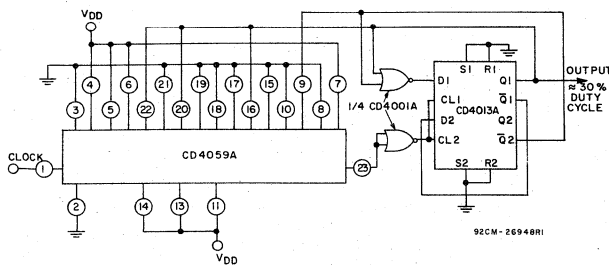 VDD
4 5 6 22 20 21 19 18 17 16 15 10 9 8 7
3
S1 R1
D1 Q1
OUTPUT
≈ 30%
DUTY
CYCLE
1/4 CD4001A
CL1 Q̅1
CD4013A
D2 Q2
CL2 Q̅2
S2 R2
CLOCK
1
CD4059A
23
2 14 13 11
VDD
92CM-26948R1